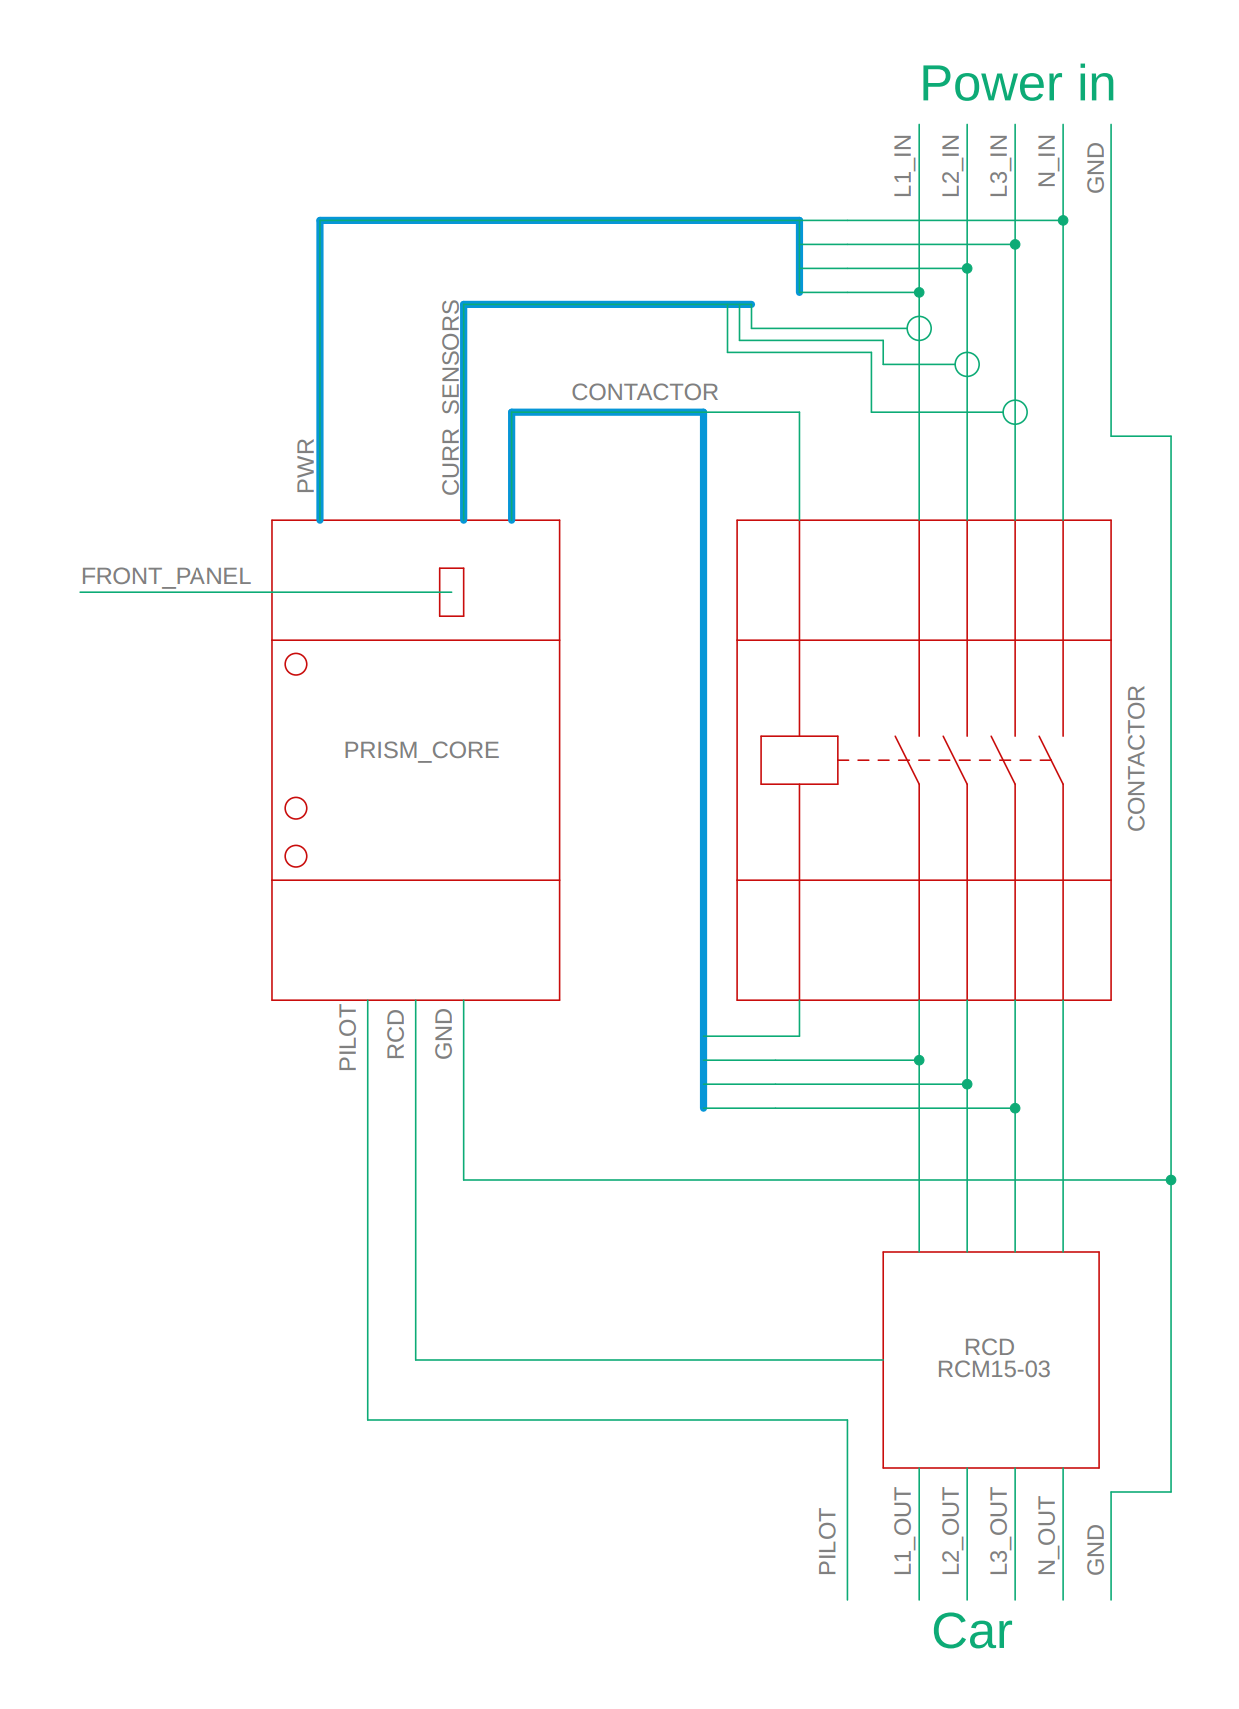 Power in
L1_IN
L2_IN
L3_IN
N_IN
GND
PWR
CURR_SENSORS
CONTACTOR
FRONT_PANEL
PRISM_CORE
CONTACTOR
PILOT
RCD
GND
RCD
RCM15-03
PILOT
L1_OUT
L2_OUT
L3_OUT
N_OUT
GND
Car